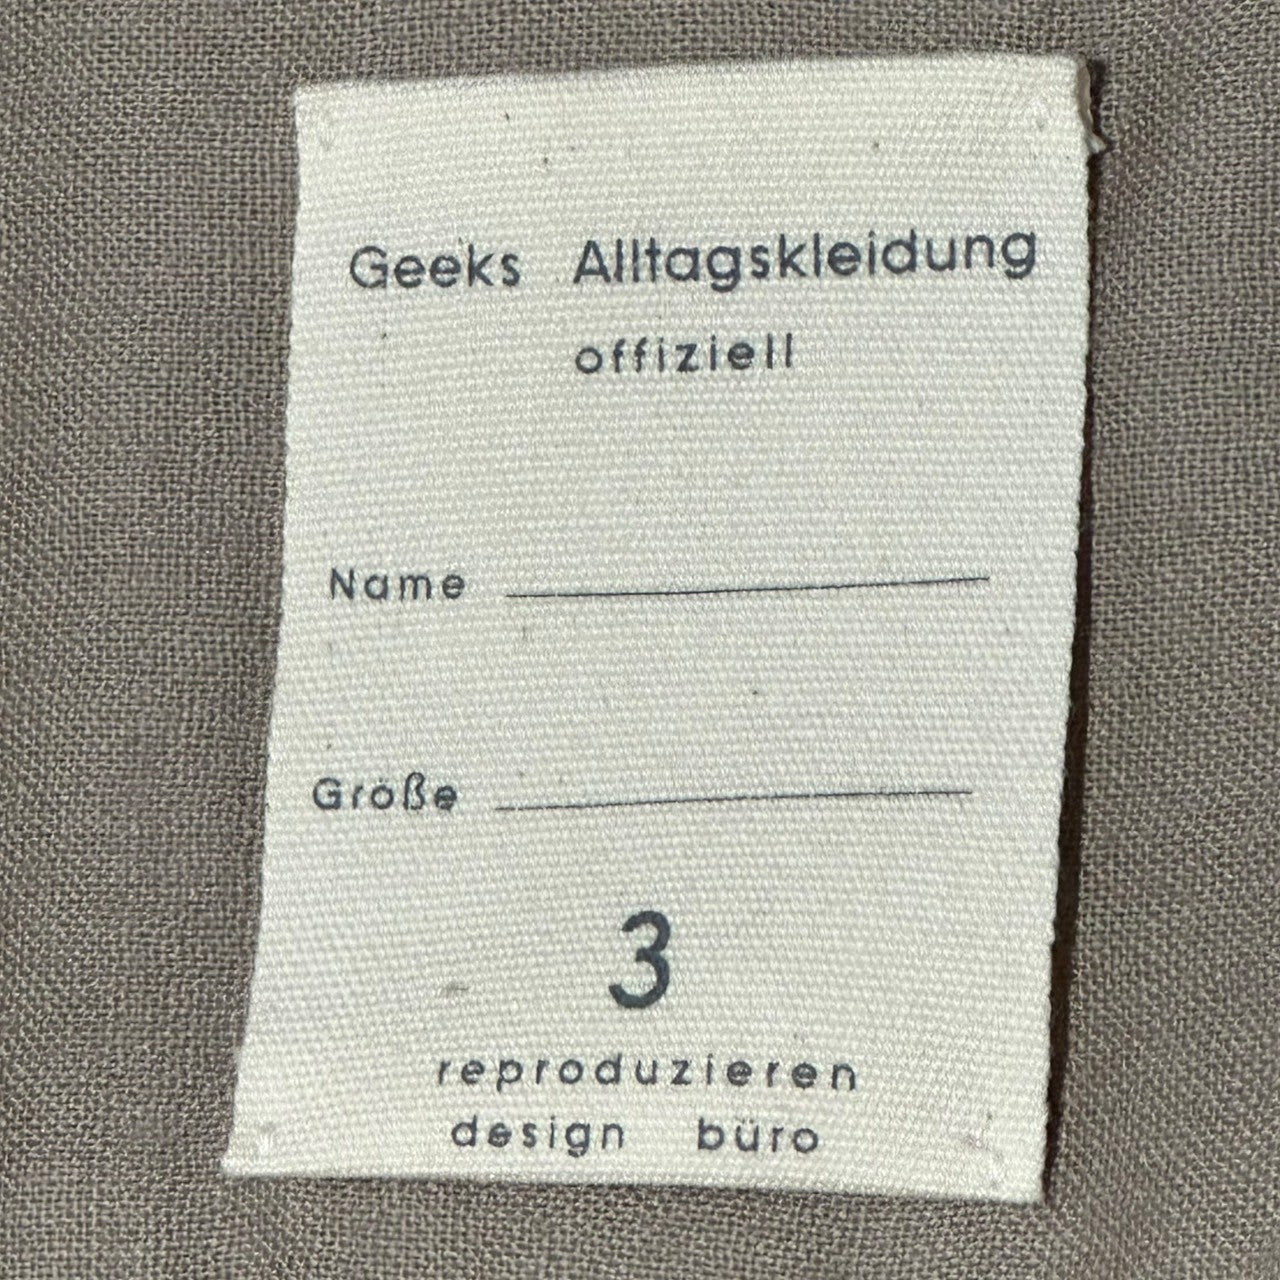 Geeks Alltagskleidung
offiziell
Name
Größe
3
reproduzieren
design büro